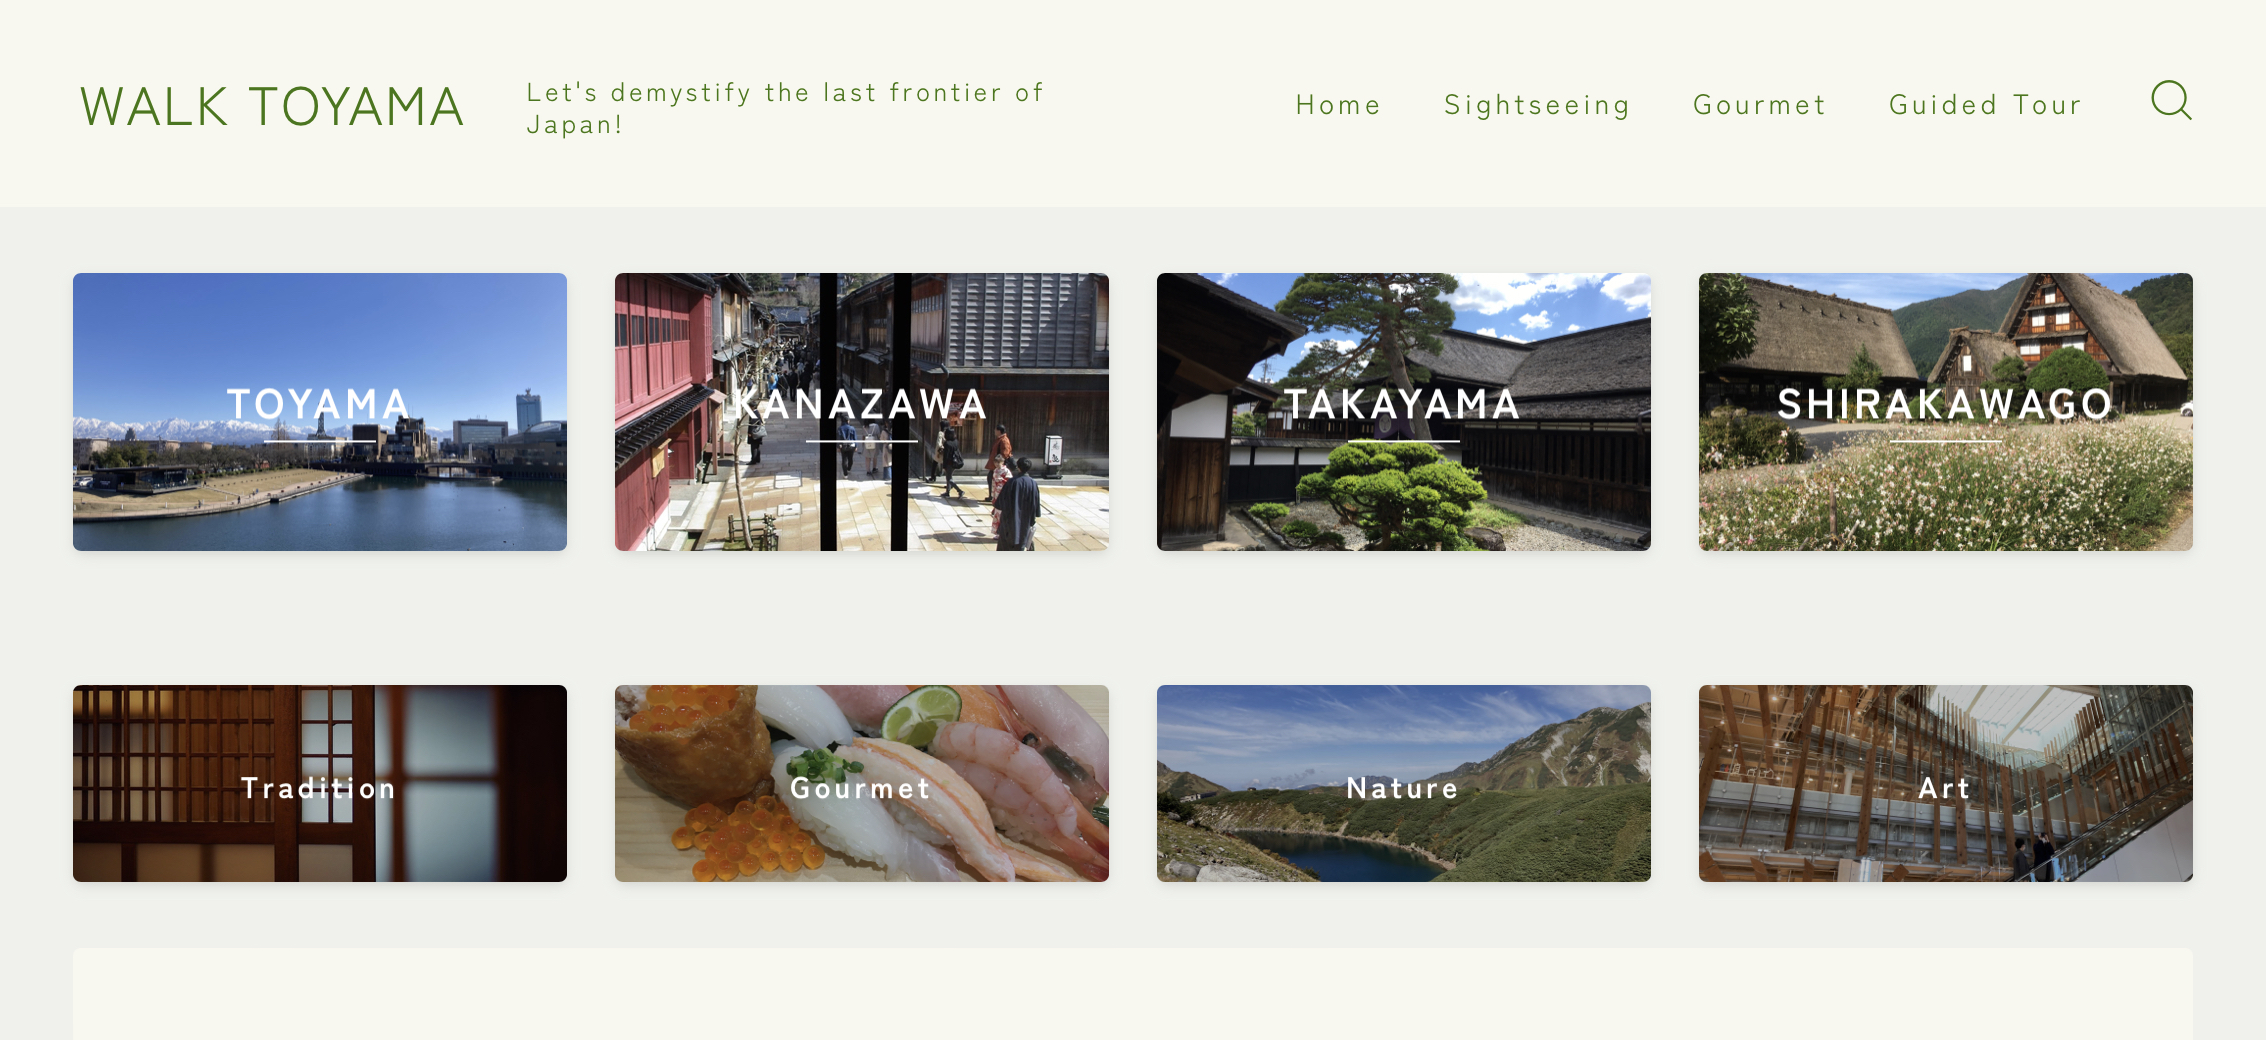 WALK TOYAMA
Let's demystify the last frontier of
Japan!
Home
Sightseeing
Gourmet
Guided Tour
TOYAMA
KANAZAWA
TAKAYAMA
SHIRAKAWAGO
Tradition
Gourmet
Nature
Art